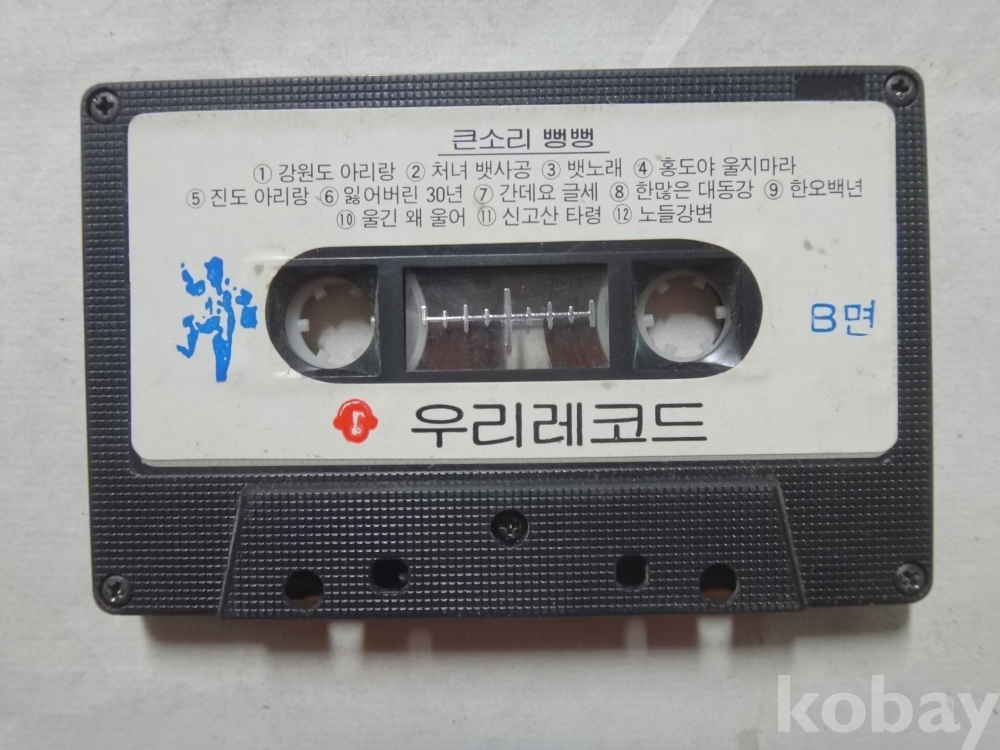 큰소리 뻥뻥
① 강원도 아리랑 ② 처녀 뱃사공 ③ 뱃노래 ④ 홍도야 울지마라
⑤ 진도 아리랑 ⑥ 잃어버린 30년 ⑦ 간데요 글세 ⑧ 한많은 대동강 ⑨ 한오백년
⑩ 울긴 왜 울어 ⑪ 신고산 타령 ⑫ 노들강변
B면
우리레코드
kobay